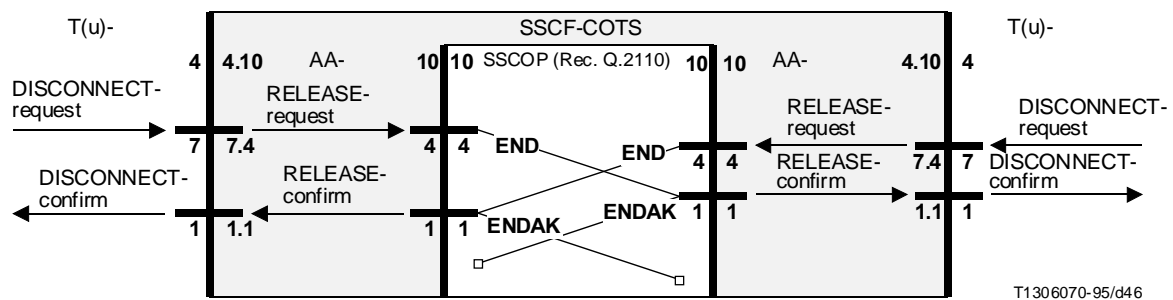 SSCF-COTS
T(u)-
T(u)-
4 4.10 AA- 10 10 SSCOP (Rec. Q.2110) 10 10 AA- 4.10 4
DISCONNECT-
request
RELEASE-
request
RELEASE-
request
DISCONNECT-
request
7 7.4 4 4 END END 4 4 7.4 7
DISCONNECT-
confirm
RELEASE-
confirm
RELEASE-
confirm
DISCONNECT-
confirm
1 1.1 1 1 ENDAK ENDAK 1 1 1.1 1
T1306070-95/d46